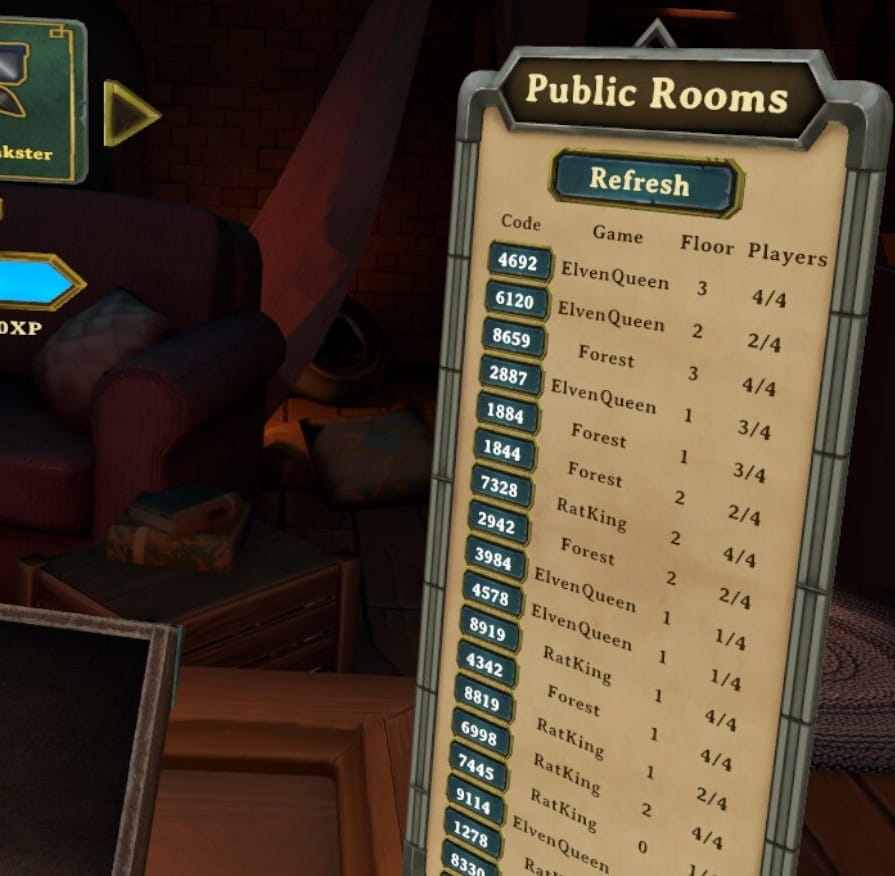 kster
0XP
Public Rooms
Refresh
Code Game Floor Players
4692 ElvenQueen 3 4/4
6120 ElvenQueen 2 2/4
8659 Forest 3 4/4
2887 ElvenQueen 1 3/4
1884 Forest 1 3/4
1844 Forest 2 2/4
7328 RatKing 2 4/4
2942 Forest 2 2/4
3984 ElvenQueen 1 1/4
4578 ElvenQueen 1 1/4
8919 RatKing 1 4/4
4342 Forest 1 4/4
8819 RatKing 1 2/4
6998 RatKing 2 4/4
7445 RatKing 0
9114 ElvenQueen
1278
8330